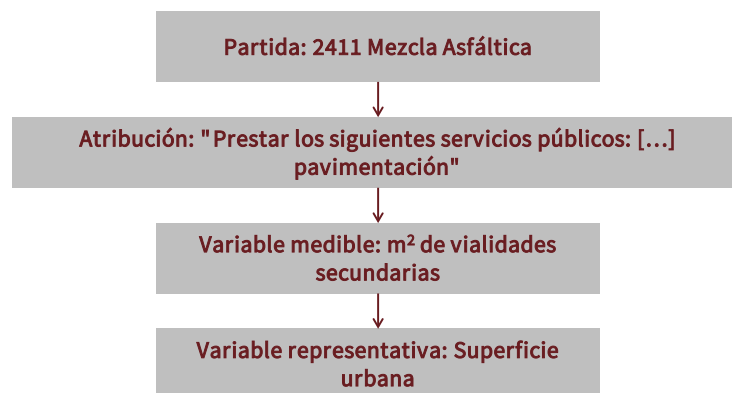 Partida: 2411 Mezcla Asfáltica
Atribución: "Prestar los siguientes servicios públicos: […]
pavimentación"
Variable medible: m² de vialidades
secundarias
Variable representativa: Superficie
urbana